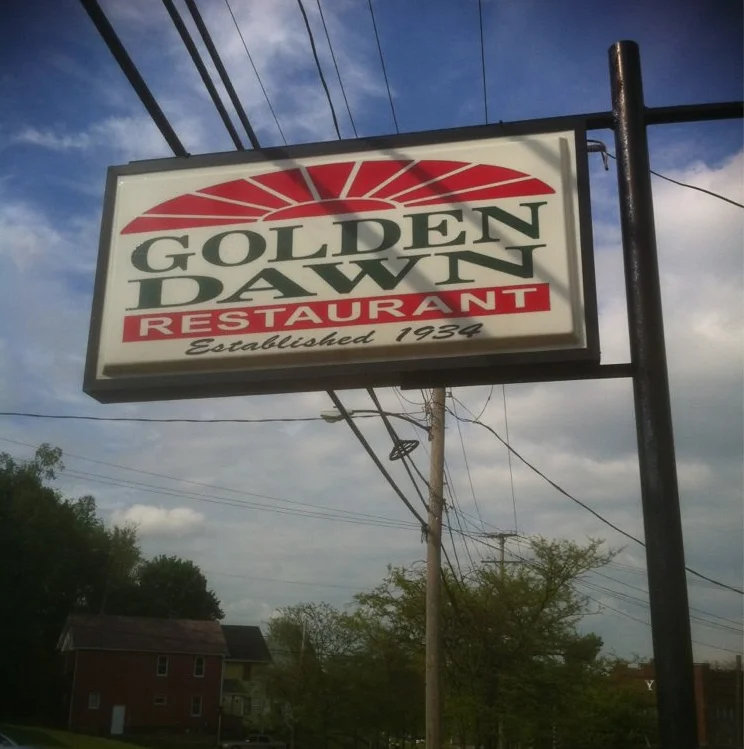 GOLDEN
DAWN
RESTAURANT
Established 1934
Y